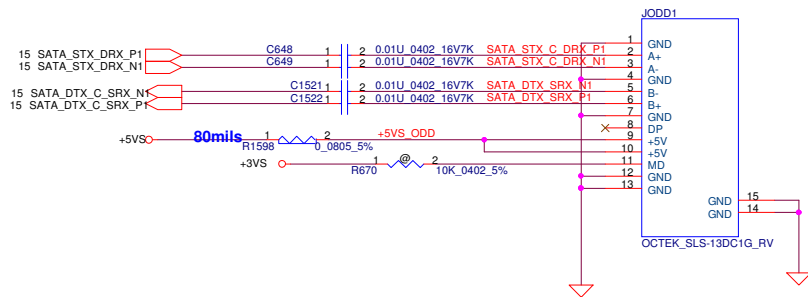 JODD1
15 SATA_STX_DRX_P1 C648 1 2 0.01U_0402_16V7K SATA_STX_C_DRX_P1
15 SATA_STX_DRX_N1 C649 1 2 0.01U_0402_16V7K SATA_STX_C_DRX_N1
15 SATA_DTX_C_SRX_N1 C1521 1 2 0.01U_0402_16V7K SATA_DTX_SRX_N1
15 SATA_DTX_C_SRX_P1 C1522 1 2 0.01U_0402_16V7K SATA_DTX_SRX_P1
+5VS 80mils 1 2 +5VS_ODD
R1598 0_0805_5%
+3VS 1 @ 2
R670 10K_0402_5%
1 GND
2 A+
3 A-
4 GND
5 B-
6 B+
7 GND
8 DP
9 +5V
10 +5V
11 MD
12 GND
13 GND
GND 15
GND 14
OCTEK_SLS-13DC1G_RV